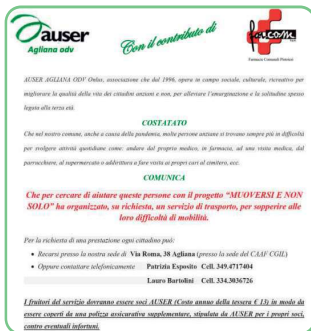 auser
Agliana odv
Con il contributo di
far.com.
Farmacie Comunali Pistoiesi
AUSER AGLIANA ODV Onlus, associazione che dal 1996, opera in campo sociale, culturale, ricreativo per
migliorare la qualità della vita dei cittadini anziani e non, per alleviare l'emarginazione e la solitudine spesso
legata alla terza età.
COSTATATO
Che nel nostro comune, anche a causa della pandemia, molte persone anziane si trovano sempre più in difficoltà
per svolgere attività quotidiane come: andare dal proprio medico, in farmacia, ad una visita medica, dal
parrucchiere, al supermercato o addirittura a fare visita ai propri cari al cimitero, ecc.
COMUNICA
Che per cercare di aiutare queste persone con il progetto "MUOVERSI E NON
SOLO" ha organizzato, su richiesta, un servizio di trasporto, per sopperire alle
loro difficoltà di mobilità.
Per la richiesta di una prestazione ogni cittadino può:
• Recarsi presso la nostra sede di Via Roma, 38 Agliana (presso la sede del CAAF CGIL)
• Oppure contattare telefonicamente Patrizia Esposito Cell. 349.4717404
Lauro Bartolini Cell. 334.3036726
I fruitori del servizio dovranno essere soci AUSER (Costo annuo della tessera € 13) in modo da
essere coperti da una polizza assicurativa supplementare, stipulata da AUSER per i propri soci,
contro eventuali infortuni.